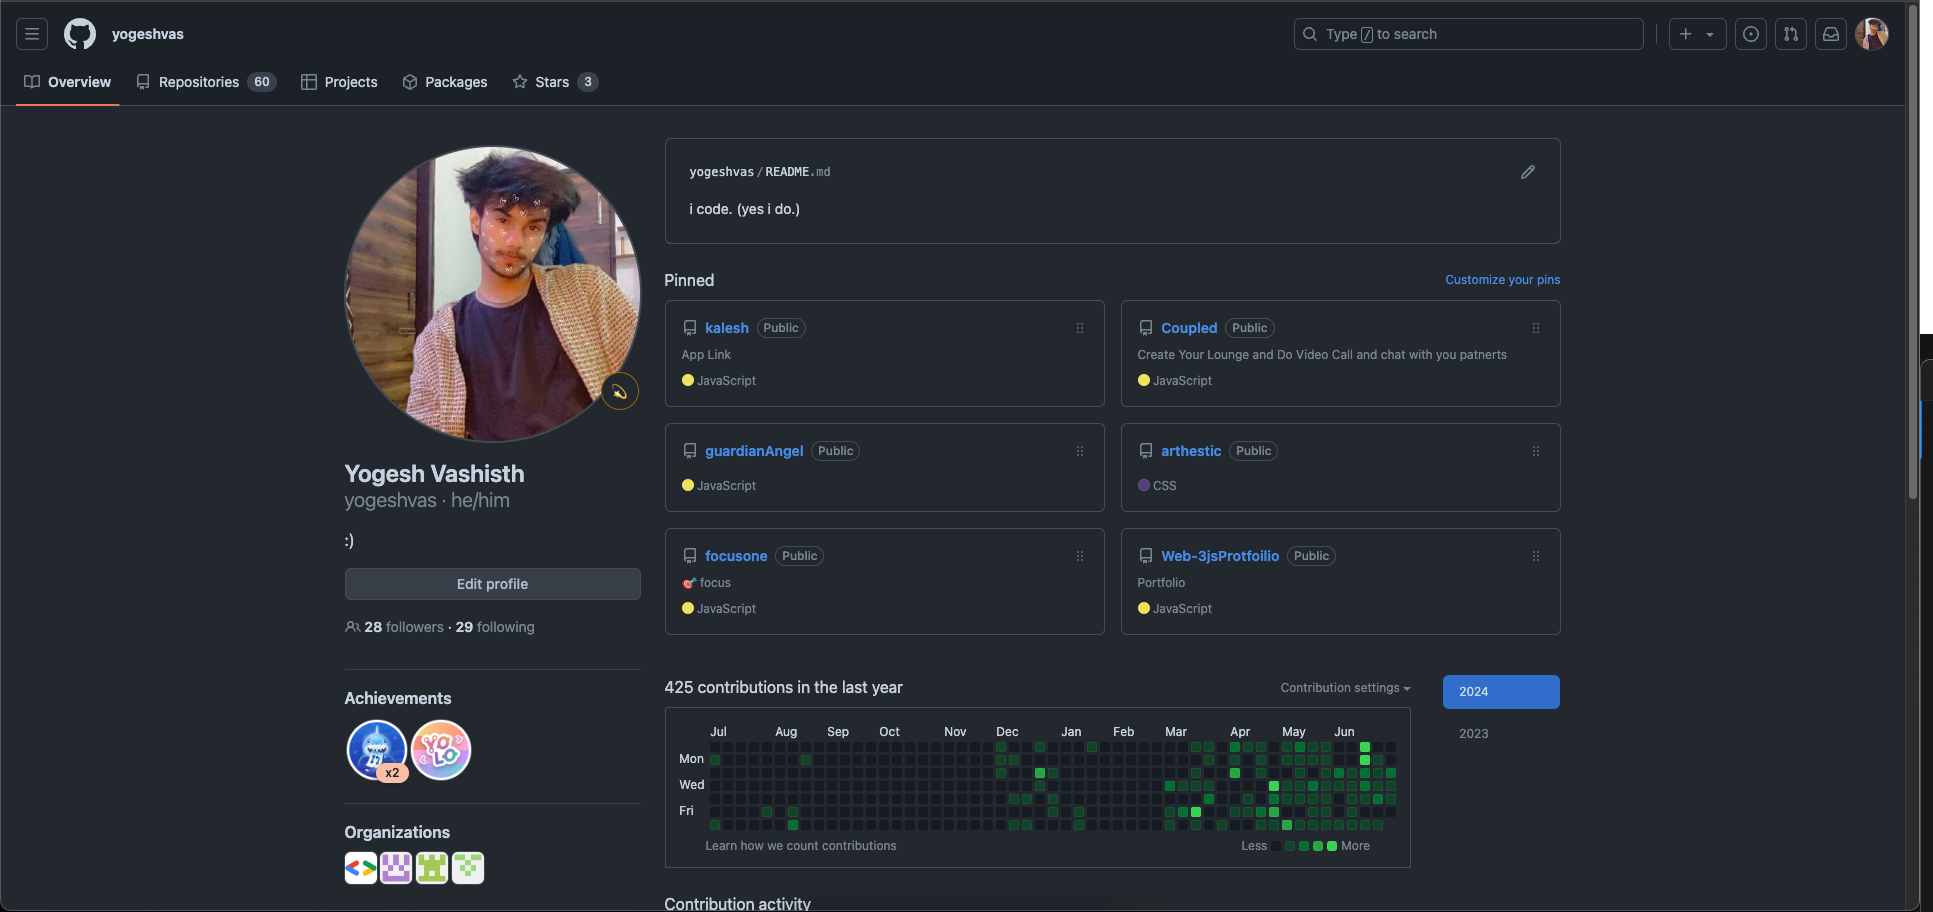 yogeshvas
Type / to search
Overview
Repositories 60
Projects
Packages
Stars 3
yogeshvas/README.md
i code. (yes i do.)
Yogesh Vashisth
yogeshvas · he/him
:)
Edit profile
28 followers · 29 following
Achievements
YOLO
x2
Organizations
Pinned
Customize your pins
kalesh Public
App Link
JavaScript
Coupled Public
Create Your Lounge and Do Video Call and chat with you patnerts
JavaScript
guardianAngel Public
JavaScript
arthestic Public
CSS
focusone Public
🎯 focus
JavaScript
Web-3jsProtfoilio Public
Portfolio
JavaScript
425 contributions in the last year
Contribution settings
2024
2023
Jul Aug Sep Oct Nov Dec Jan Feb Mar Apr May Jun
Mon
Wed
Fri
Learn how we count contributions
Less More
Contribution activity